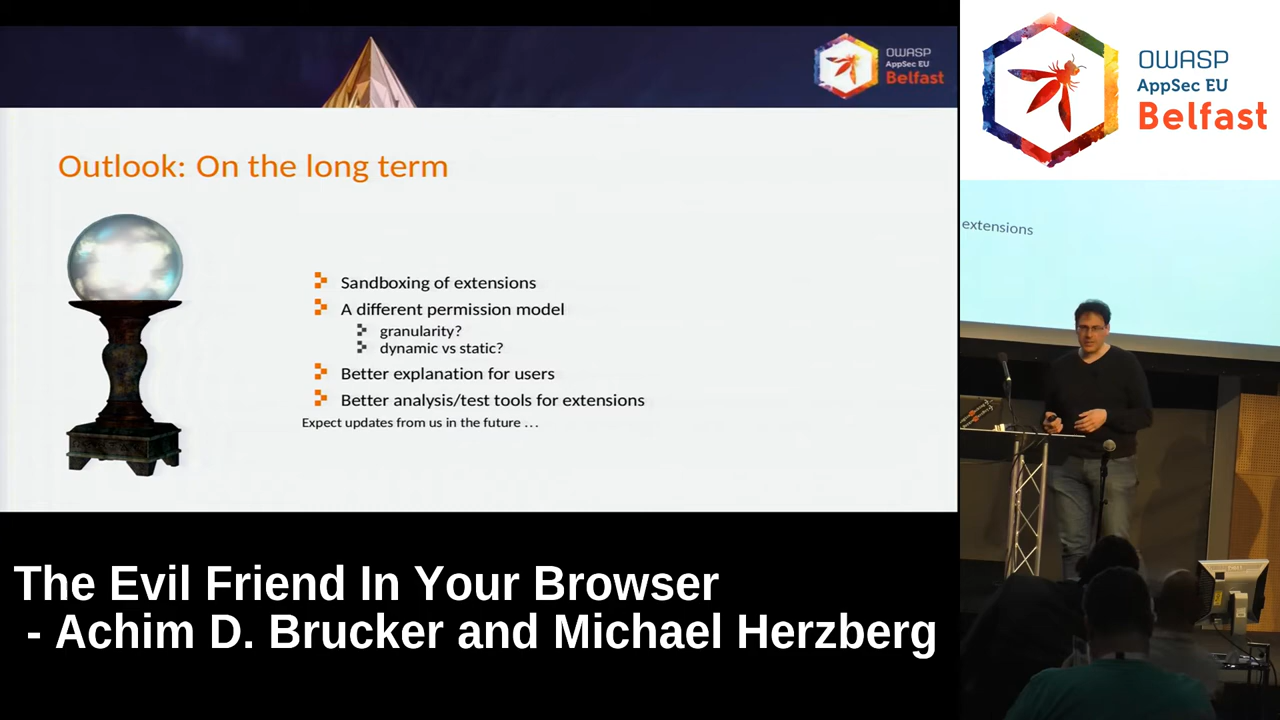 OWASP
AppSec EU
Belfast
Outlook: On the long term
Sandboxing of extensions
A different permission model
granularity?
dynamic vs static?
Better explanation for users
Better analysis/test tools for extensions
Expect updates from us in the future ...
The Evil Friend In Your Browser
- Achim D. Brucker and Michael Herzberg
OWASP
AppSec EU
Belfast
extensions